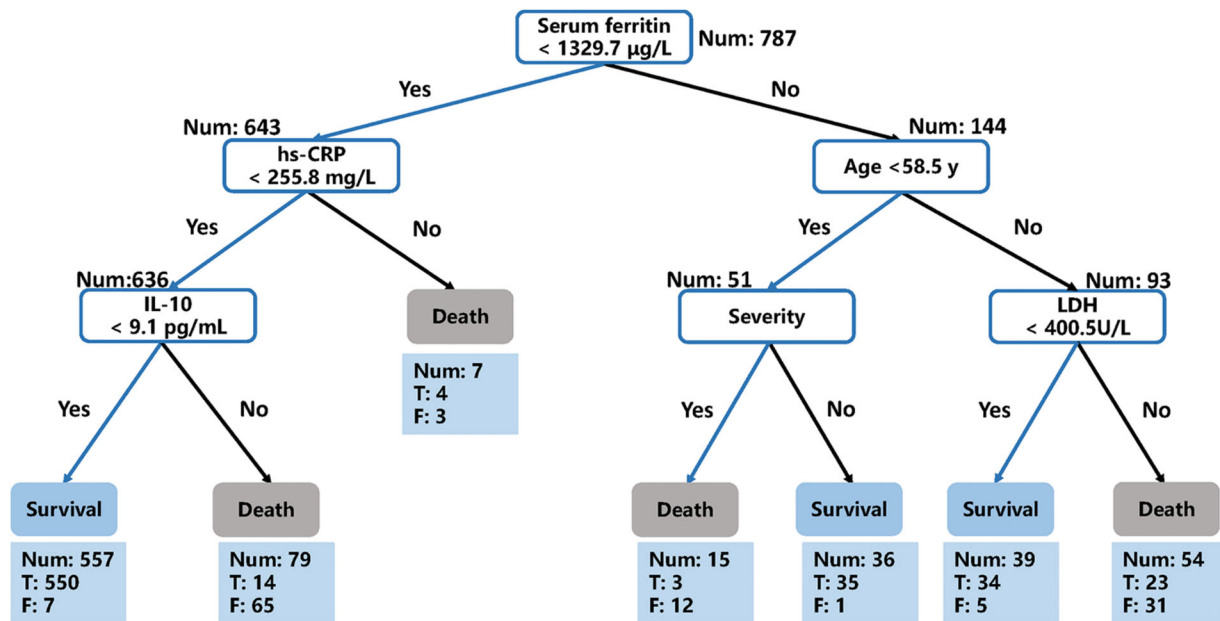 Serum ferritin
< 1329.7 µg/L
Num: 787
Yes
No
Num: 643
hs-CRP
< 255.8 mg/L
Num: 144
Age <58.5 y
Yes
No
Yes
No
Num:636
IL-10
< 9.1 pg/mL
Death
Num: 7
T: 4
F: 3
Num: 51
Severity
Num: 93
LDH
< 400.5U/L
Yes
No
Yes
No
Yes
No
Survival
Num: 557
T: 550
F: 7
Death
Num: 79
T: 14
F: 65
Death
Num: 15
T: 3
F: 12
Survival
Num: 36
T: 35
F: 1
Survival
Num: 39
T: 34
F: 5
Death
Num: 54
T: 23
F: 31